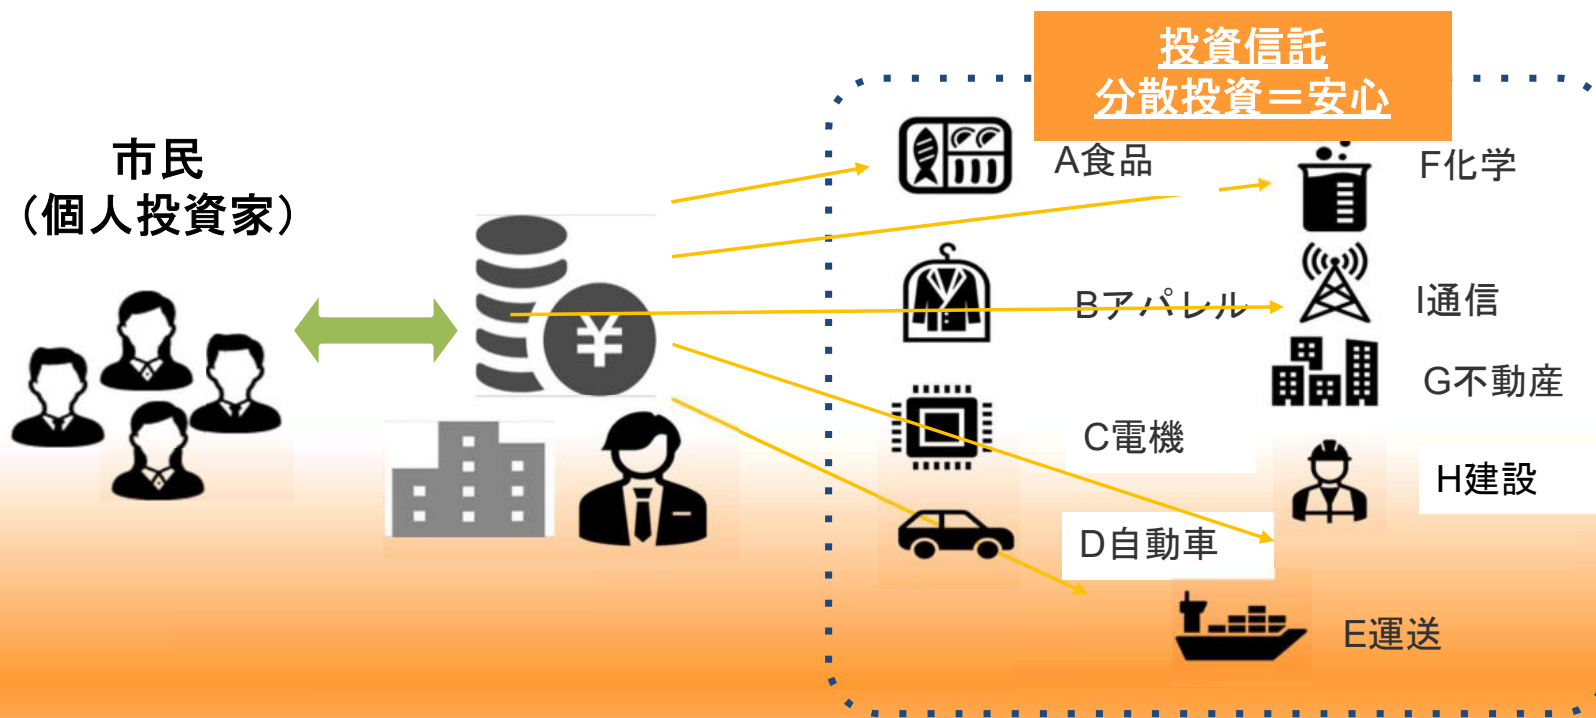 投資信託
分散投資＝安心
市民
（個人投資家）
A食品
F化学
Bアパレル
I通信
G不動産
C電機
H建設
D自動車
E運送
¥